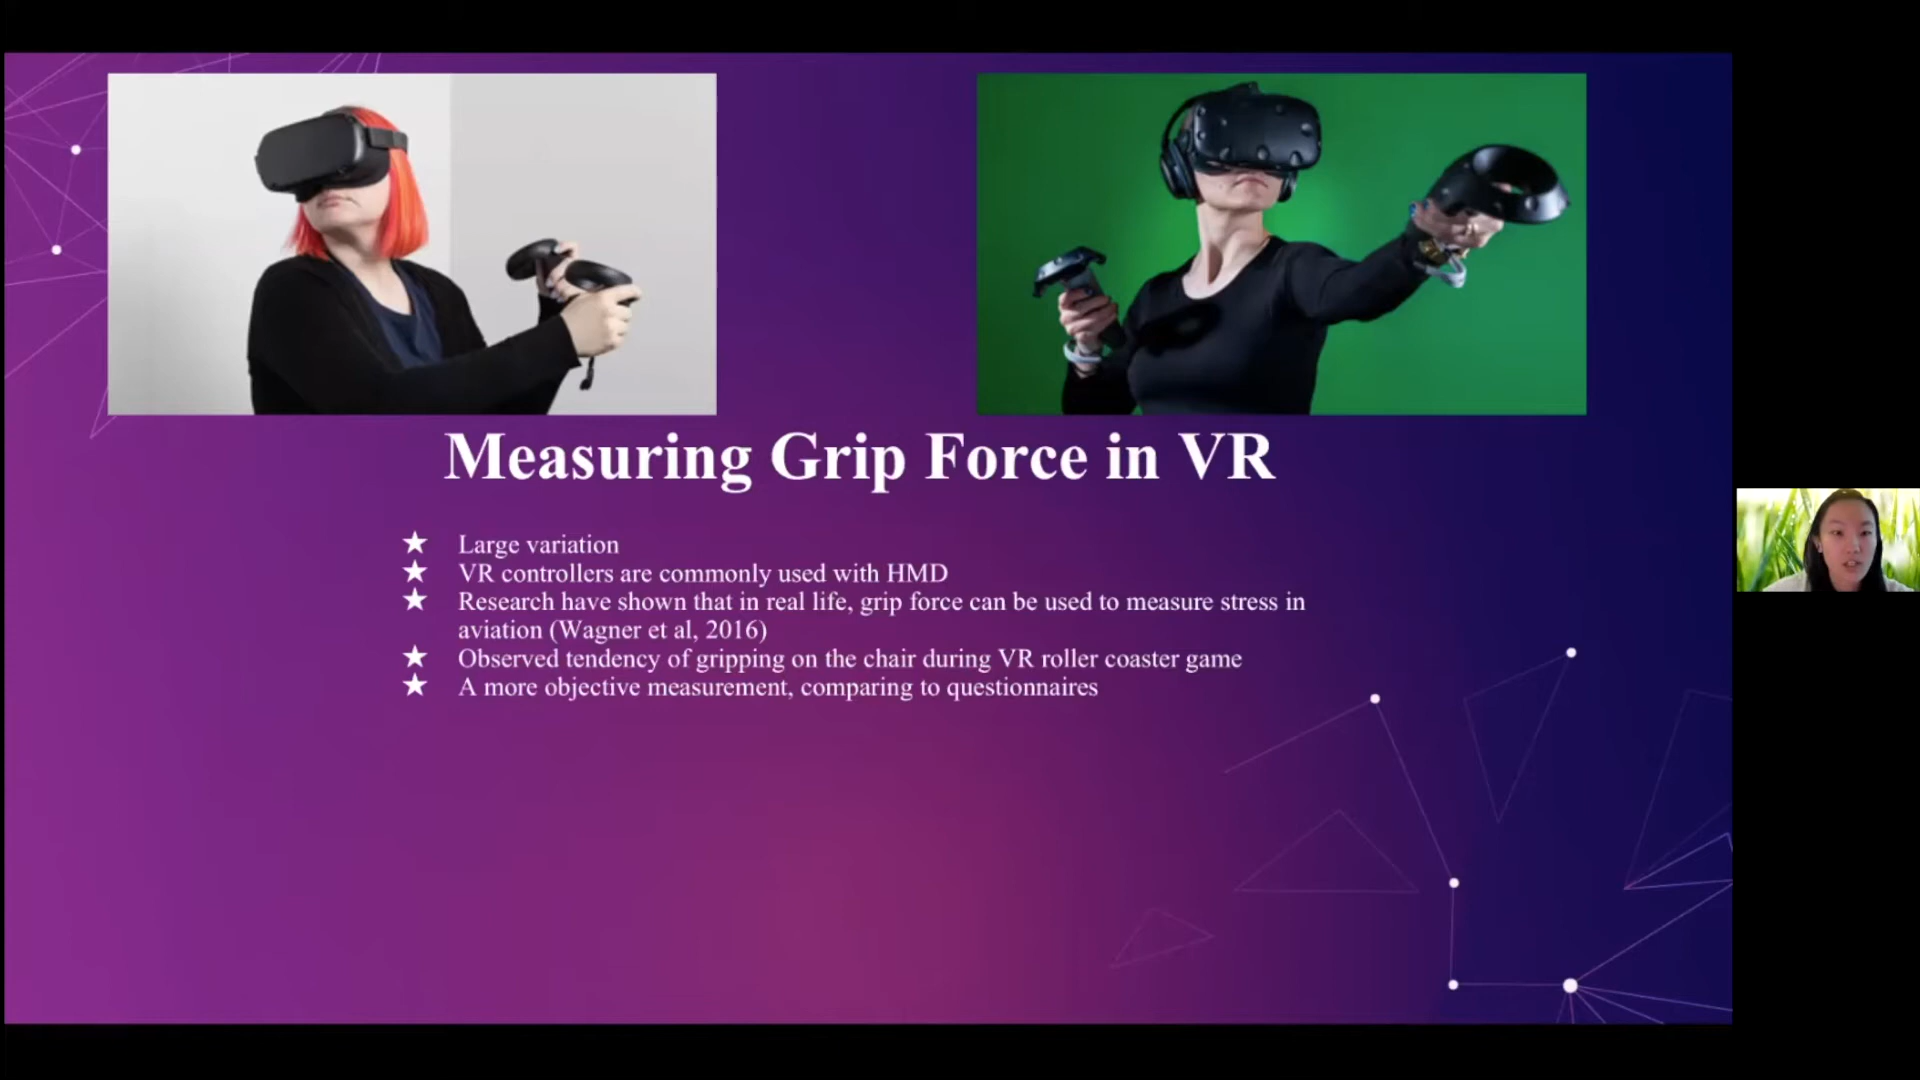 Measuring Grip Force in VR
★ Large variation
★ VR controllers are commonly used with HMD
★ Research have shown that in real life, grip force can be used to measure stress in
aviation (Wagner et al, 2016)
★ Observed tendency of gripping on the chair during VR roller coaster game
★ A more objective measurement, comparing to questionnaires